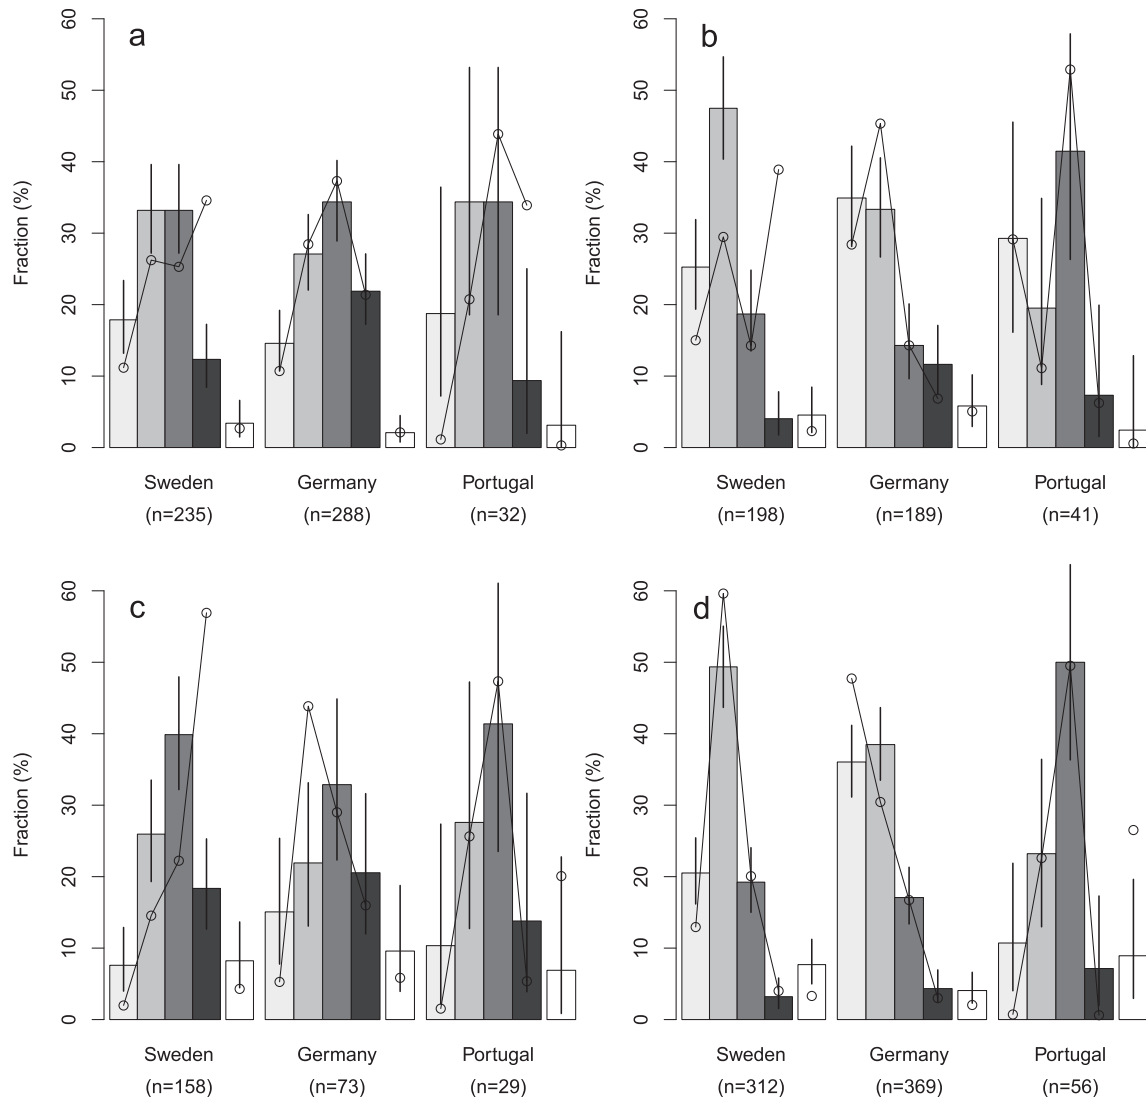 a
60
50
40
30
20
10
0
Fraction (%)
Sweden Germany Portugal
(n=235) (n=288) (n=32)
b
60
50
40
30
20
10
0
Fraction (%)
Sweden Germany Portugal
(n=198) (n=189) (n=41)
c
60
50
40
30
20
10
0
Fraction (%)
Sweden Germany Portugal
(n=158) (n=73) (n=29)
d
60
50
40
30
20
10
0
Fraction (%)
Sweden Germany Portugal
(n=312) (n=369) (n=56)